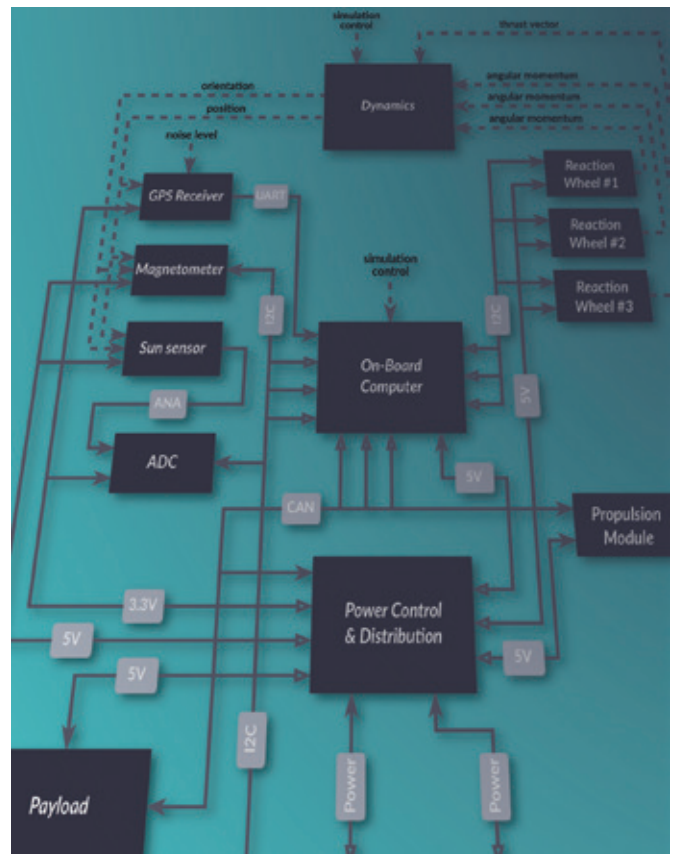 simulation
control
thrust vector
orientation
angular momentum
position
Dynamics
angular momentum
angular momentum
noise level
GPS Receiver
UART
Reaction
Wheel #1
Reaction
Wheel #2
Magnetometer
simulation
control
Reaction
Wheel #3
I2C
I2C
Sun sensor
On-Board
Computer
ANA
5V
ADC
5V
CAN
Propulsion
Module
3.3V
Power Control
& Distribution
5V
5V
5V
I2C
Power
Power
Payload